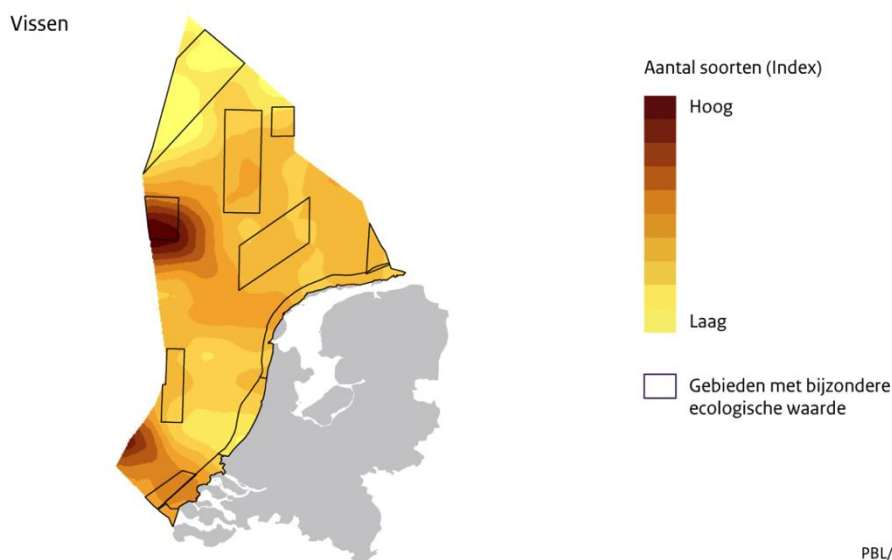 Vissen
Aantal soorten (Index)
Hoog
Laag
Gebieden met bijzondere
ecologische waarde
PBL/